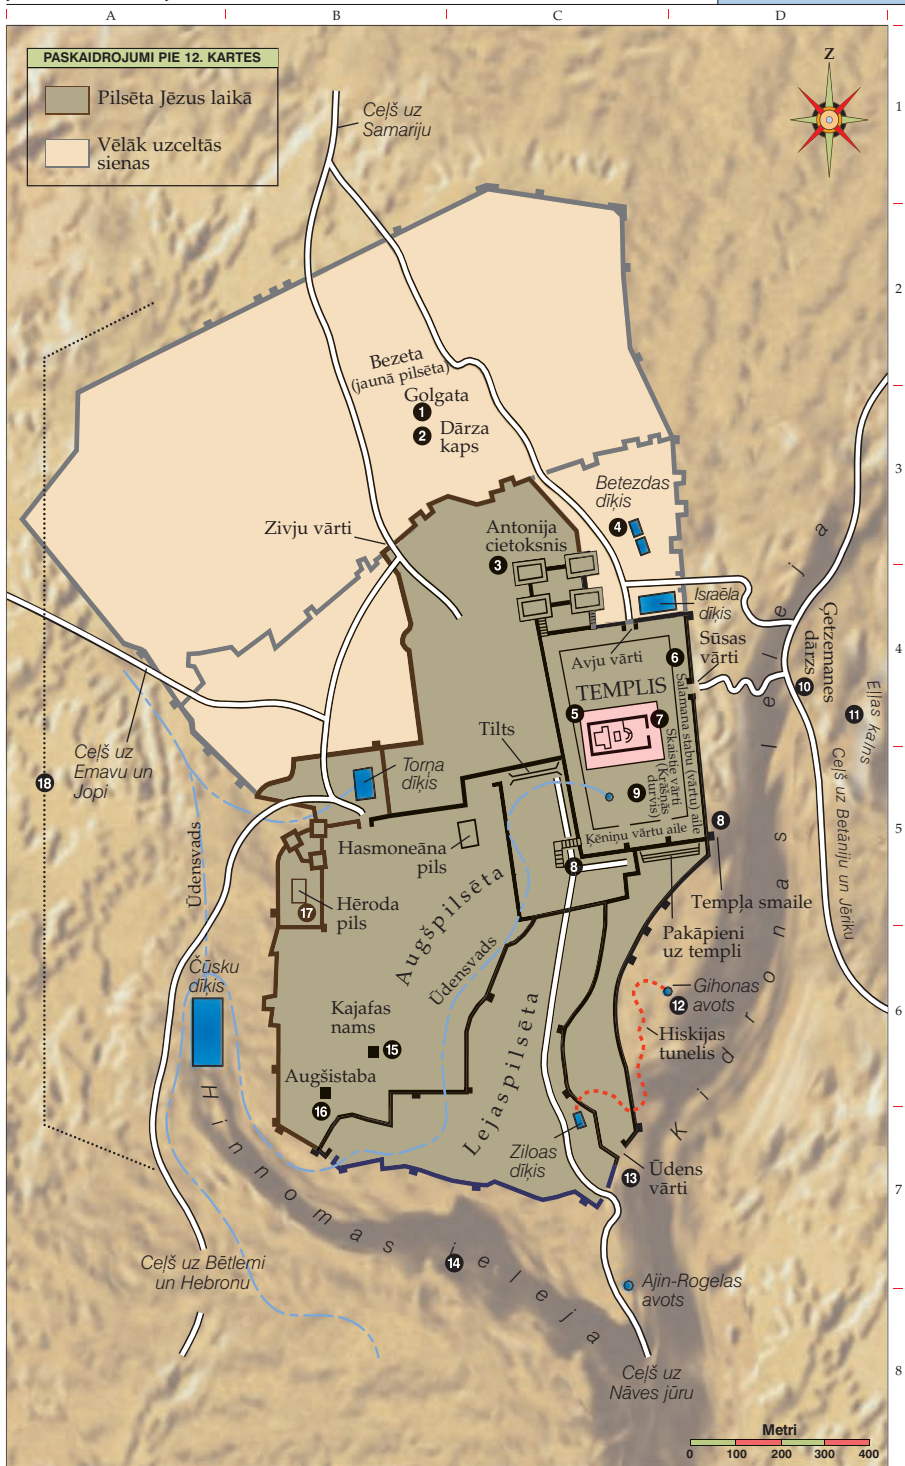 A B C D
PASKAIDROJUMI PIE 12. KARTES
Pilsēta Jēzus laikā
Vēlāk uzceltās
sienas
Z
1
Ceļš uz
Samariju
2
Bezeta
(jaunā pilsēta)
Golgata
1
2
Dārza
kaps
3
Betezdas
dīķis
4
Zivju vārti
Antonija
cietoksnis
3
Israēla
dīķis
Kidronas ieleja
Ģetzemanes
dārzs
10
4
Avju vārti
6
Sūsas
vārti
TEMPLIS
5
7
Salamana stabu (vārtu) aile
Skaistie vārti
(Krāšņās
durvis)
Eļļas kalns
11
Ceļš uz
Emavu un
Jopi
Tilts
Torņa
dīķis
18
9
Ķēniņu vārtu aile
8
8
Ceļš uz Betāniju un Jēriku
5
Ūdensvads
Hasmoneāna
pils
Hēroda
pils
17
Augšpilsēta
Templa smaile
Pakāpieni
uz templi
Čūsku
dīķis
Ūdensvads
Gihonas
avots
12
6
Kajafas
nams
15
Hiskijas
tunelis
Augšistaba
16
Lejaspilsēta
Ziloas
dīķis
Ūdens
vārti
13
7
Hinnomas ieleja
14
Ceļš uz Bētlemi
un Hebronu
Ajin-Rogelas
avots
8
Ceļš uz
Nāves jūru
Metri
0 100 200 300 400